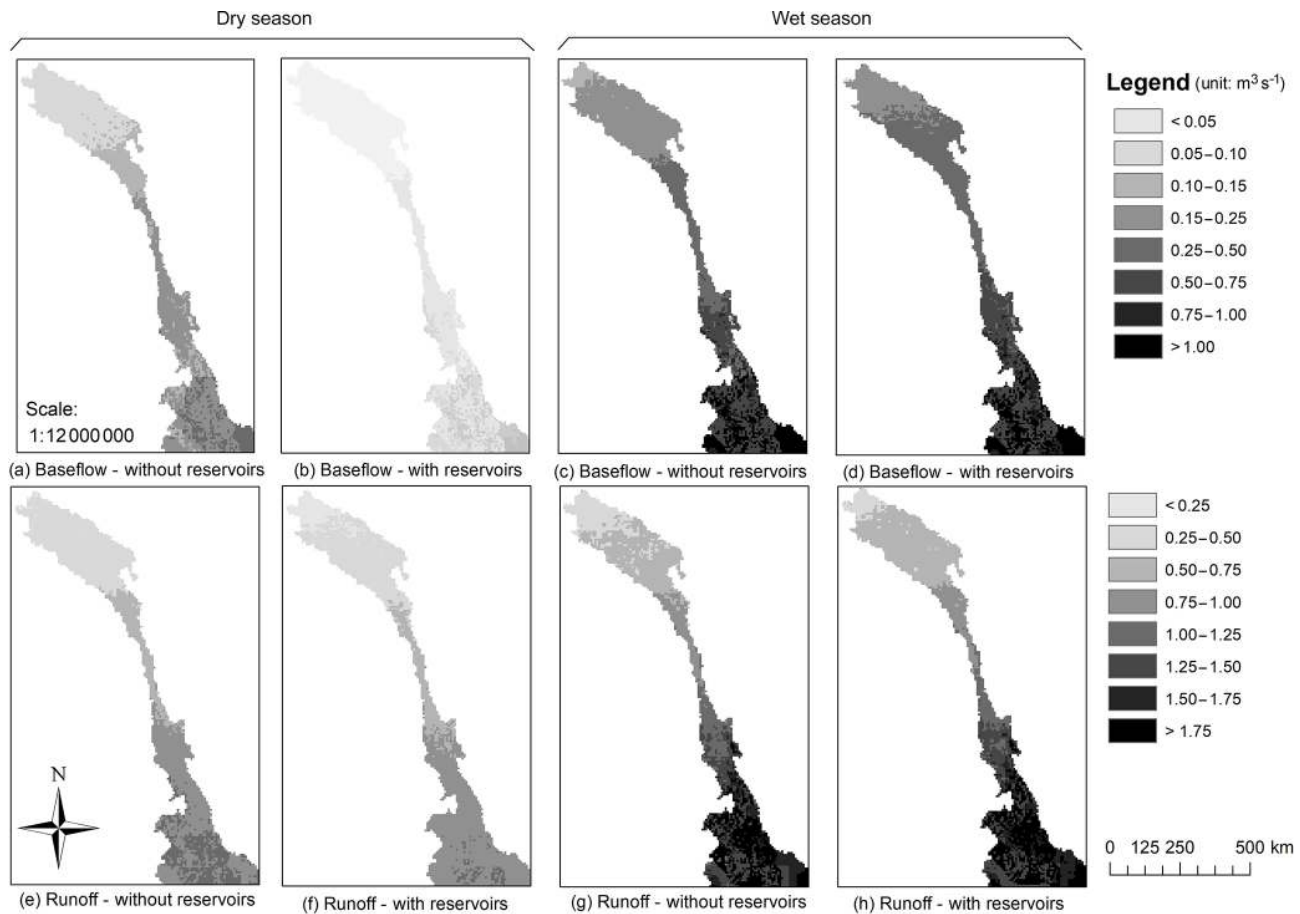 Dry season
Wet season
Legend (unit: m³ s⁻¹)
< 0.05
0.05–0.10
0.10–0.15
0.15–0.25
0.25–0.50
0.50–0.75
0.75–1.00
> 1.00
Scale:
1:12 000 000
(a) Baseflow - without reservoirs
(b) Baseflow - with reservoirs
(c) Baseflow - without reservoirs
(d) Baseflow - with reservoirs
< 0.25
0.25–0.50
0.50–0.75
0.75–1.00
1.00–1.25
1.25–1.50
1.50–1.75
> 1.75
N
0 125 250 500 km
(e) Runoff - without reservoirs
(f) Runoff - with reservoirs
(g) Runoff - without reservoirs
(h) Runoff - with reservoirs